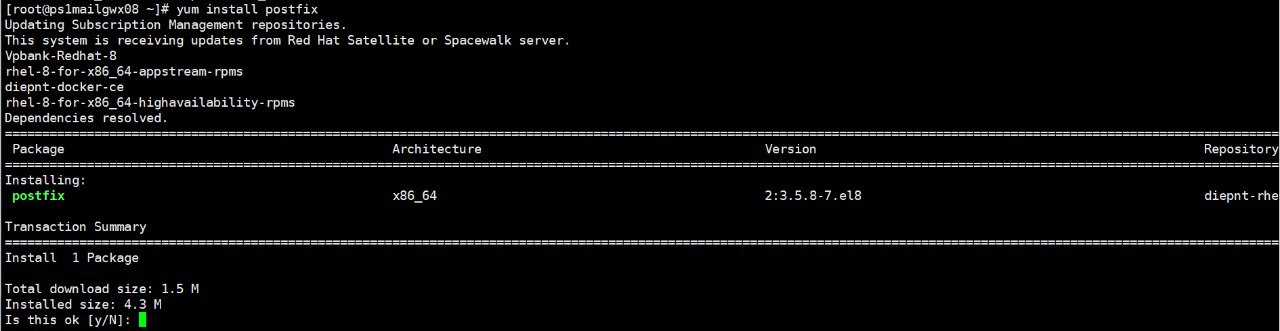 [root@ps1mailgwx08 ~]# yum install postfix
Updating Subscription Management repositories.
This system is receiving updates from Red Hat Satellite or Spacewalk server.
Vpbank-Redhat-8
rhel-8-for-x86_64-appstream-rpms
diepnt-docker-ce
rhel-8-for-x86_64-highavailability-rpms
Dependencies resolved.
Package Architecture Version Repository
Installing:
postfix x86_64 2:3.5.8-7.el8 diepnt-rhe
Transaction Summary
Install  1 Package
Total download size: 1.5 M
Installed size: 4.3 M
Is this ok [y/N]: